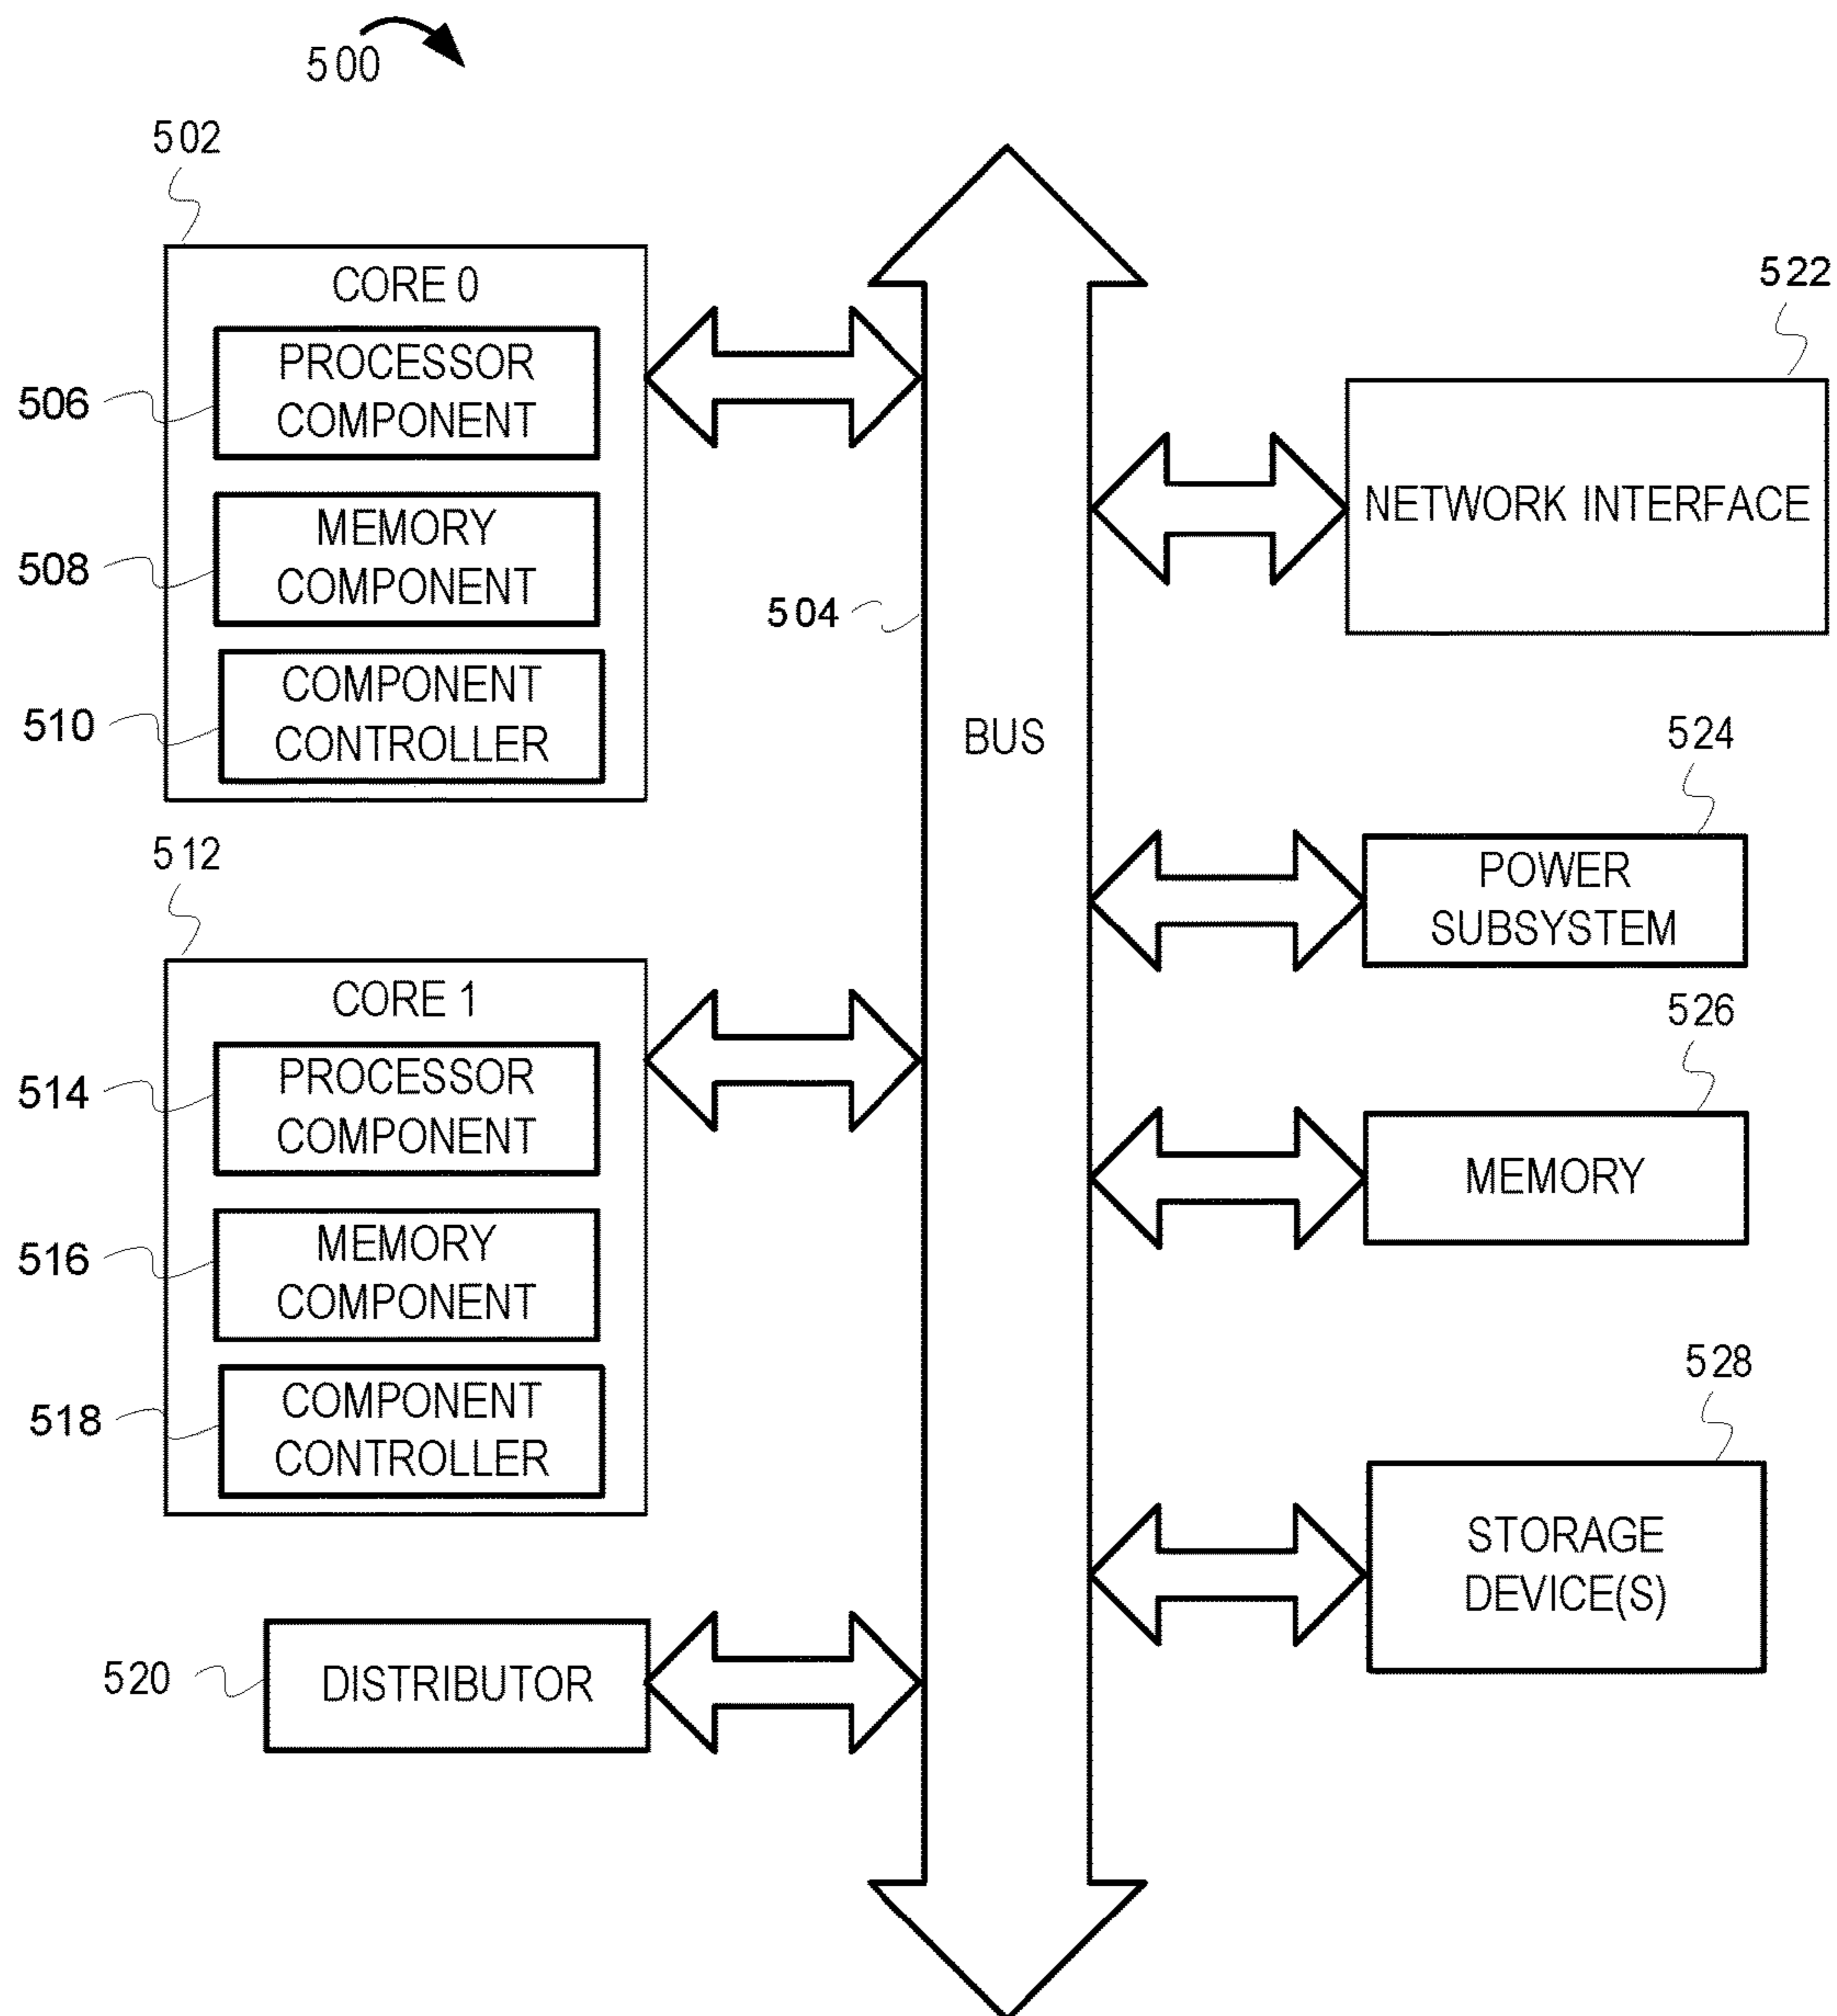 500
502
CORE 0
PROCESSOR
COMPONENT
506
MEMORY
COMPONENT
508
COMPONENT
CONTROLLER
510
512
CORE 1
PROCESSOR
COMPONENT
514
MEMORY
COMPONENT
516
COMPONENT
CONTROLLER
518
DISTRIBUTOR
520
504
BUS
522
NETWORK INTERFACE
524
POWER
SUBSYSTEM
526
MEMORY
528
STORAGE
DEVICE(S)